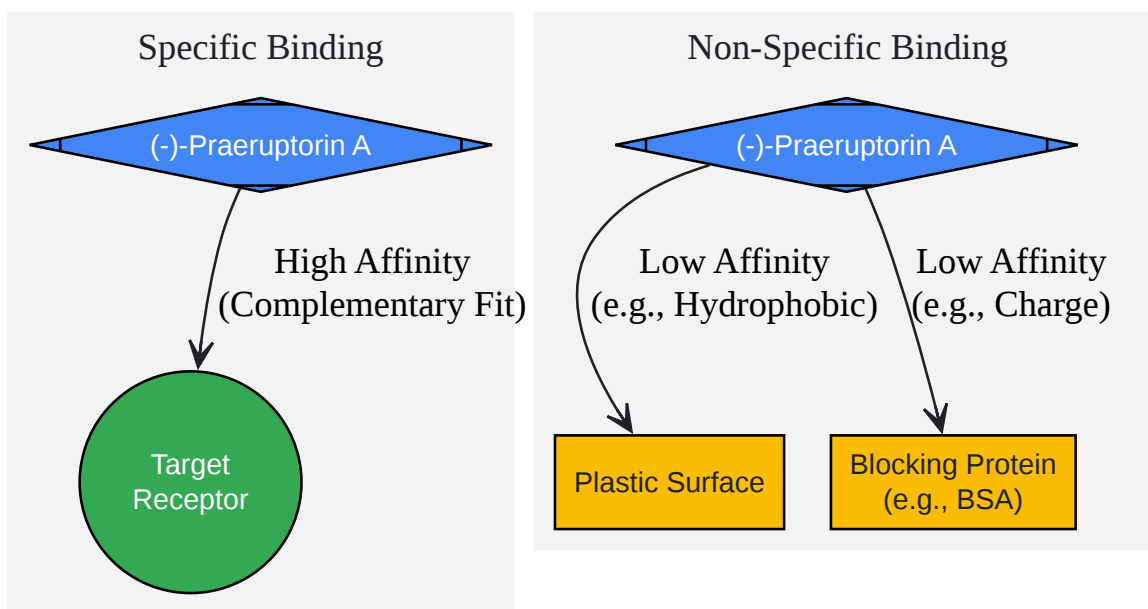 Specific Binding
(-)-Praeruptorin A
High Affinity
(Complementary Fit)
Target
Receptor
Non-Specific Binding
(-)-Praeruptorin A
Low Affinity
(e.g., Hydrophobic)
Low Affinity
(e.g., Charge)
Plastic Surface
Blocking Protein
(e.g., BSA)